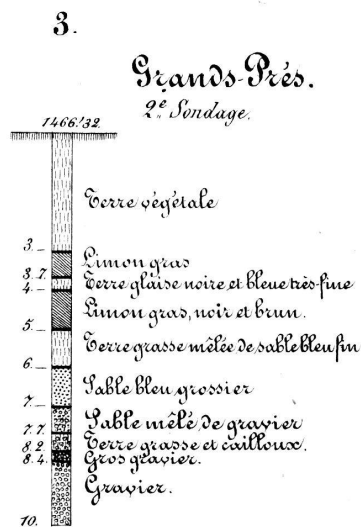 3.
Grands-Prés.
2e Sondage.
1466.32.
Terre végétale
3._
Limon gras
3.7.
Terre glaise noire et bleue très-fine
4._
Limon gras, noir et brun.
5._
Terre grasse mêlée de sable bleu fin
6._
Sable bleu grossier
7._
Sable mêlé de gravier
7.7.
Terre grasse et cailloux.
8.2.
Gros gravier.
8.4.
Gravier.
10.